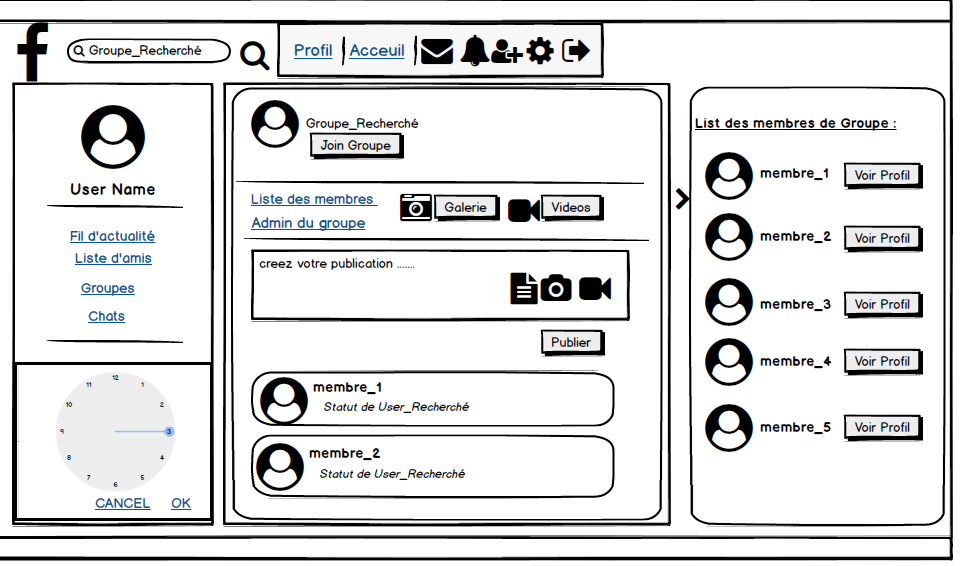 Groupe_Recherché
Profil
Acceuil
User Name
Fil d'actualité
Liste d'amis
Groupes
Chats
12
1
2
3
4
5
6
7
8
9
10
11
CANCEL
OK
Groupe_Recherché
Join Groupe
Liste des membres
Galerie
Videos
Admin du groupe
creez votre publication .......
Publier
membre_1
Statut de User_Recherché
membre_2
Statut de User_Recherché
List des membres de Groupe :
membre_1 Voir Profil
membre_2 Voir Profil
membre_3 Voir Profil
membre_4 Voir Profil
membre_5 Voir Profil